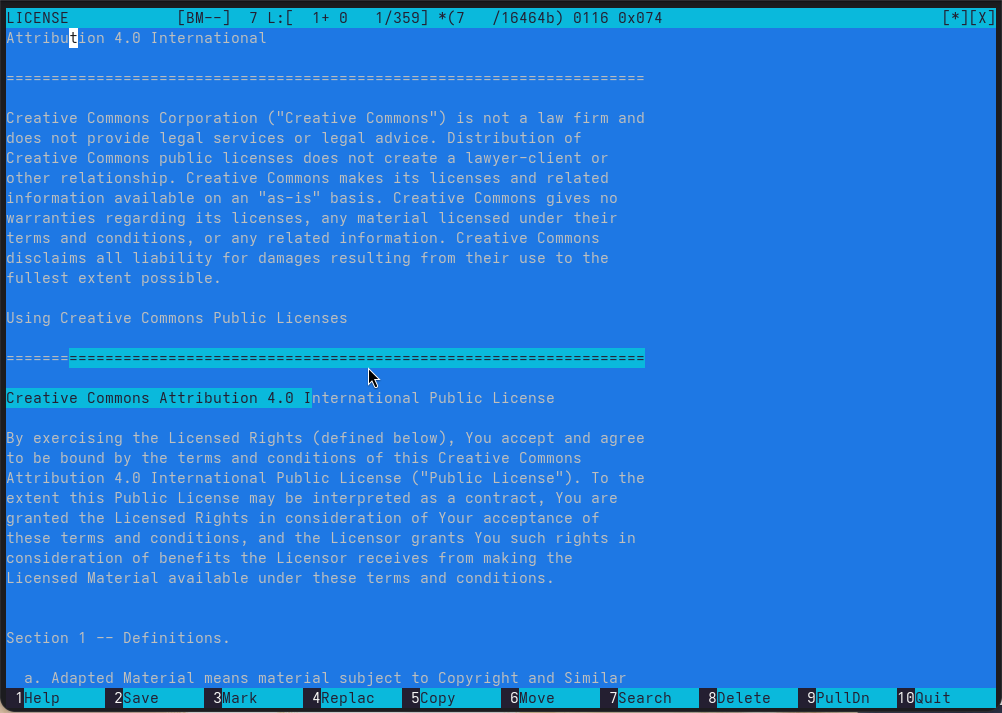 LICENSE            [BM--]  7 L:[  1+ 0   1/359] *(7   /16464b) 0116 0x074                               [*][X]
Attribution 4.0 International
=======================================================================
Creative Commons Corporation ("Creative Commons") is not a law firm and
does not provide legal services or legal advice. Distribution of
Creative Commons public licenses does not create a lawyer-client or
other relationship. Creative Commons makes its licenses and related
information available on an "as-is" basis. Creative Commons gives no
warranties regarding its licenses, any material licensed under their
terms and conditions, or any related information. Creative Commons
disclaims all liability for damages resulting from their use to the
fullest extent possible.
Using Creative Commons Public Licenses
=======================================================================
Creative Commons Attribution 4.0 International Public License
By exercising the Licensed Rights (defined below), You accept and agree
to be bound by the terms and conditions of this Creative Commons
Attribution 4.0 International Public License ("Public License"). To the
extent this Public License may be interpreted as a contract, You are
granted the Licensed Rights in consideration of Your acceptance of
these terms and conditions, and the Licensor grants You such rights in
consideration of benefits the Licensor receives from making the
Licensed Material available under these terms and conditions.
Section 1 -- Definitions.
  a. Adapted Material means material subject to Copyright and Similar
 1Help      2Save      3Mark      4Replac    5Copy      6Move      7Search    8Delete    9PullDn   10Quit